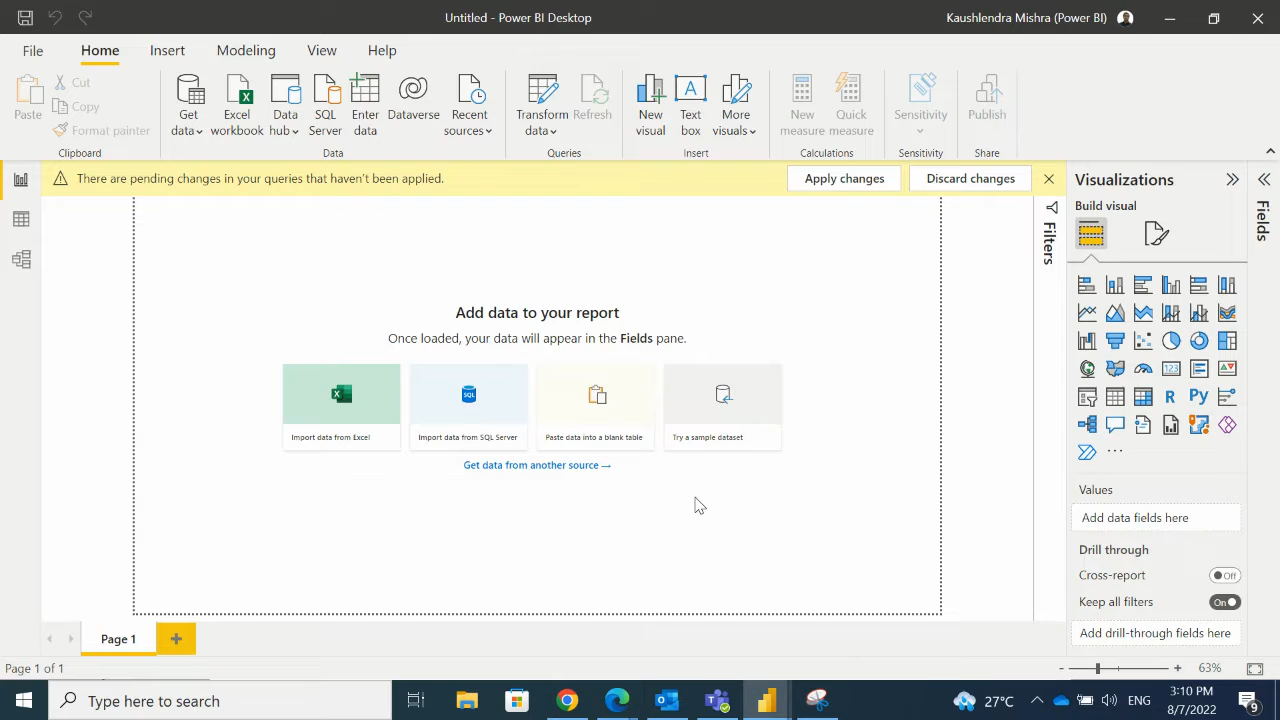 Untitled - Power BI Desktop
Kaushlendra Mishra (Power BI)
File
Home
Insert
Modeling
View
Help
Paste
Cut
Copy
Format painter
Clipboard
Get data
Excel workbook
Data hub
SQL Server
Enter data
Dataverse
Recent sources
Data
Transform data
Refresh
Queries
New visual
Text box
More visuals
Insert
New measure
Quick measure
Calculations
Sensitivity
Sensitivity
Publish
Share
There are pending changes in your queries that haven't been applied.
Apply changes
Discard changes
Filters
Visualizations
Build visual
Fields
Add data to your report
Once loaded, your data will appear in the Fields pane.
SQL
Import data from Excel
Import data from SQL Server
Paste data into a blank table
Try a sample dataset
Get data from another source →
123
R
Py
Values
Add data fields here
Drill through
Cross-report
Off
Keep all filters
On
Add drill-through fields here
Page 1
Page 1 of 1
- + 63%
Type here to search
27°C
ENG
3:10 PM
8/7/2022
9